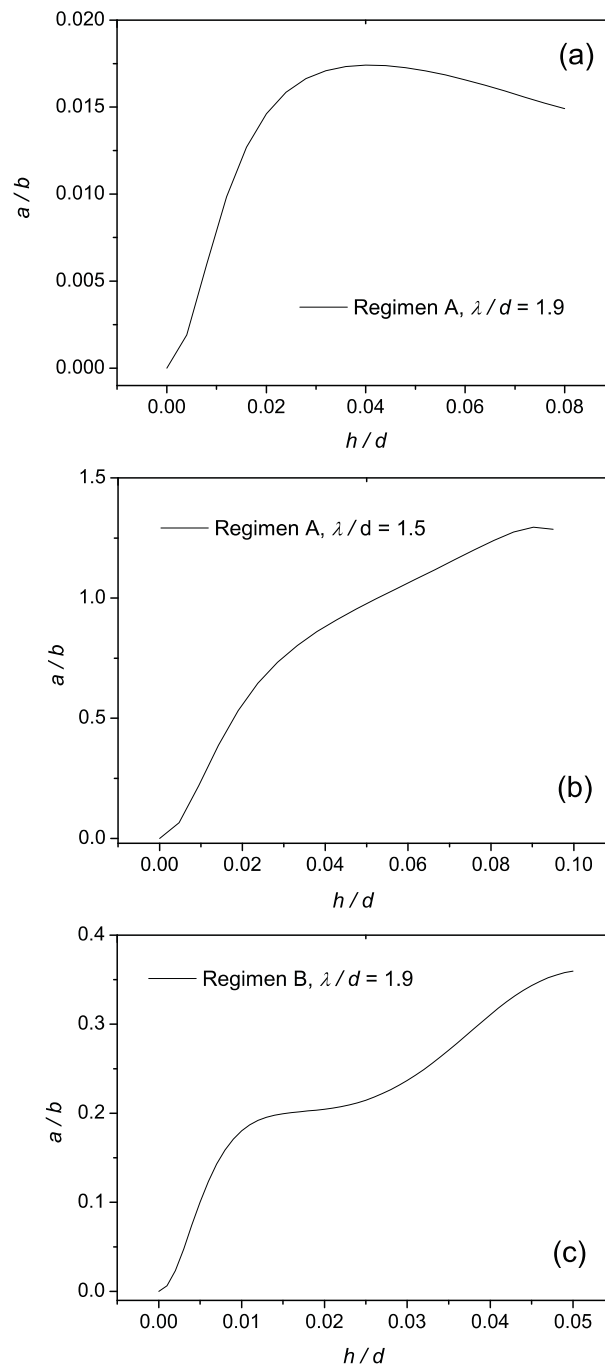 0.020
(a)
0.015
0.010
0.005
0.000
a / b
Regimen A, λ / d = 1.9
0.00 0.02 0.04 0.06 0.08
h / d
1.5
Regimen A, λ / d = 1.5
1.0
a / b
0.5
(b)
0.0
0.00 0.02 0.04 0.06 0.08 0.10
h / d
0.4
Regimen B, λ / d = 1.9
0.3
a / b
0.2
0.1
(c)
0.0
0.00 0.01 0.02 0.03 0.04 0.05
h / d